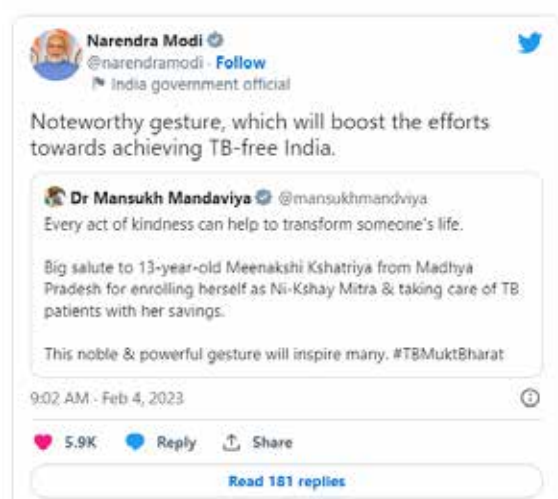 Narendra Modi
@narendramodi · Follow
India government official
Noteworthy gesture, which will boost the efforts
towards achieving TB-free India.
Dr Mansukh Mandaviya @mansukhmandviya
Every act of kindness can help to transform someone's life.
Big salute to 13-year-old Meenakshi Kshatriya from Madhya
Pradesh for enrolling herself as Ni-Kshay Mitra & taking care of TB
patients with her savings.
This noble & powerful gesture will inspire many. #TBMuktBharat
9:02 AM · Feb 4, 2023
5.9K Reply Share
Read 181 replies